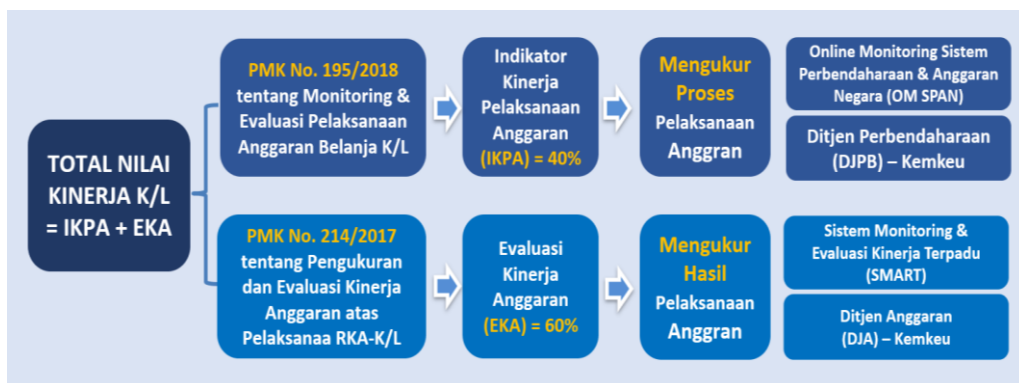 TOTAL NILAI
KINERJA K/L
= IKPA + EKA
PMK No. 195/2018
tentang Monitoring &
Evaluasi Pelaksanaan
Anggaran Belanja K/L
Indikator
Kinerja
Pelaksanaan
Anggaran
(IKPA) = 40%
Mengukur
Proses
Pelaksanaan
Anggran
Online Monitoring Sistem
Perbendaharaan & Anggaran
Negara (OM SPAN)
Ditjen Perbendaharaan
(DJPB) – Kemkeu
PMK No. 214/2017
tentang Pengukuran
dan Evaluasi Kinerja
Anggaran atas
Pelaksanaa RKA-K/L
Evaluasi
Kinerja
Anggaran
(EKA) = 60%
Mengukur
Hasil
Pelaksanaan
Anggran
Sistem Monitoring &
Evaluasi Kinerja Terpadu
(SMART)
Ditjen Anggaran
(DJA) – Kemkeu